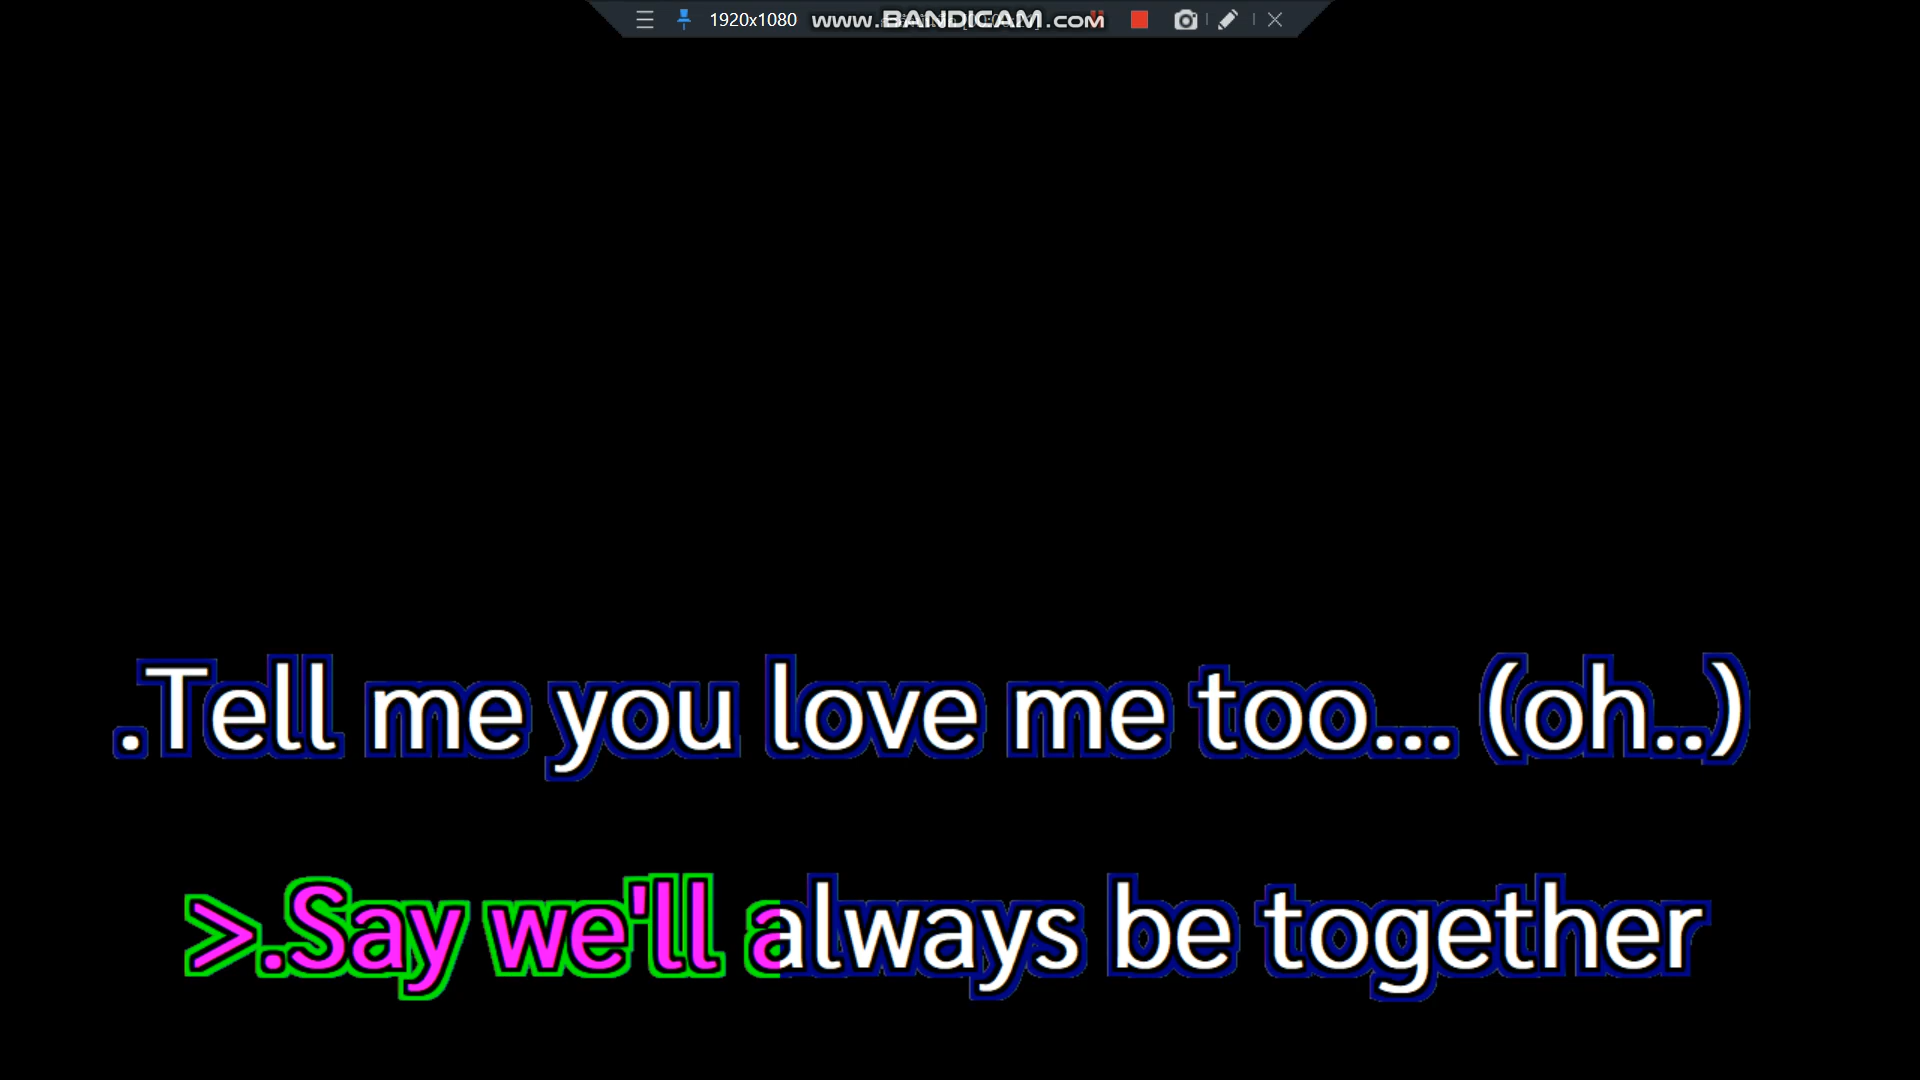 1920x1080 www.BANDICAM.com
.Tell me you love me too... (oh..)
>.Say we'll always be together